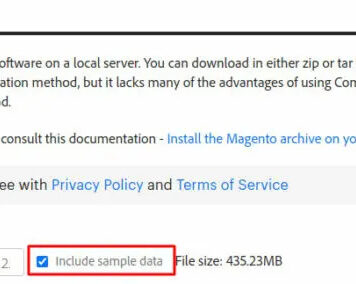 oftware on a local server. You can download in either zip or tar
ation method, but it lacks many of the advantages of using Com
d.
consult this documentation - Install the Magento archive on yo
ee with Privacy Policy and Terms of Service
2. Include sample data File size: 435.23MB